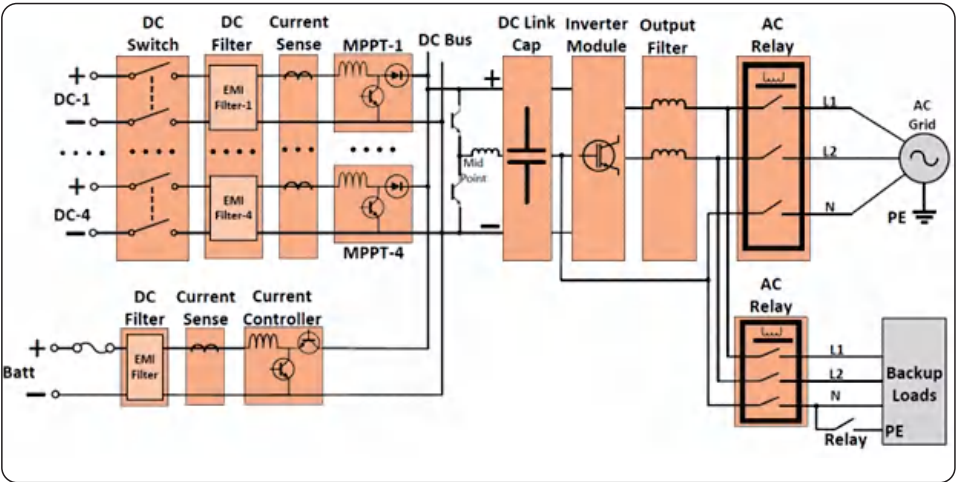 DC Switch
DC Filter
Current Sense
MPPT-1
DC Bus
DC Link Cap
Inverter Module
Output Filter
AC Relay
+
DC-1
−
EMI Filter-1
+
DC-4
−
EMI Filter-4
MPPT-4
+
Mid Point
−
L1
L2
N
AC Grid
PE
DC Filter
Current Sense
Current Controller
+
Batt
−
EMI Filter
AC Relay
L1
L2
N
Backup Loads
Relay
PE